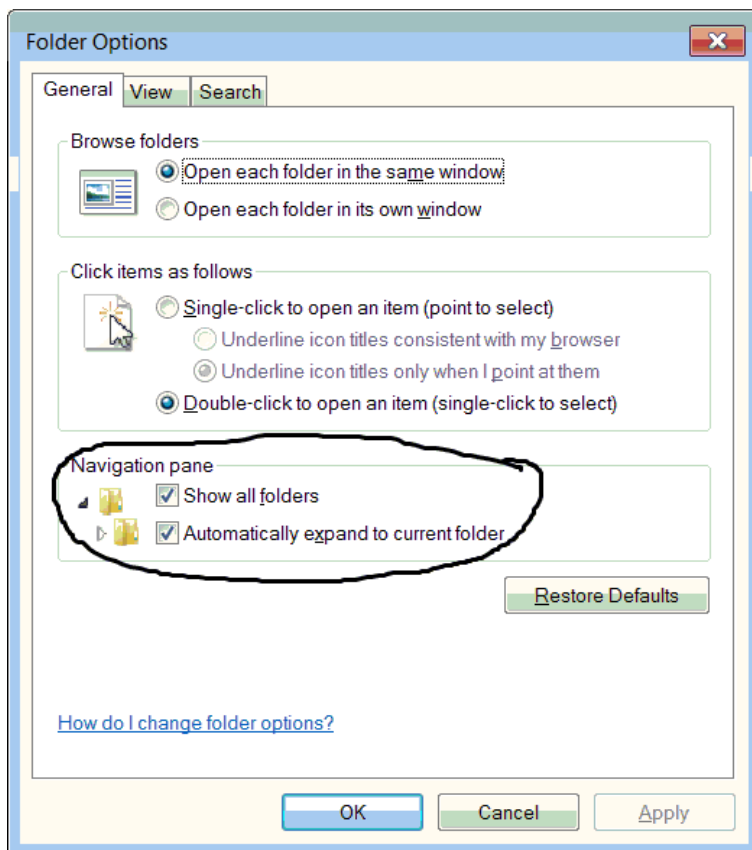 Folder Options
General View Search
Browse folders
Open each folder in the same window
Open each folder in its own window
Click items as follows
Single-click to open an item (point to select)
Underline icon titles consistent with my browser
Underline icon titles only when I point at them
Double-click to open an item (single-click to select)
Navigation pane
Show all folders
Automatically expand to current folder
Restore Defaults
How do I change folder options?
OK Cancel Apply